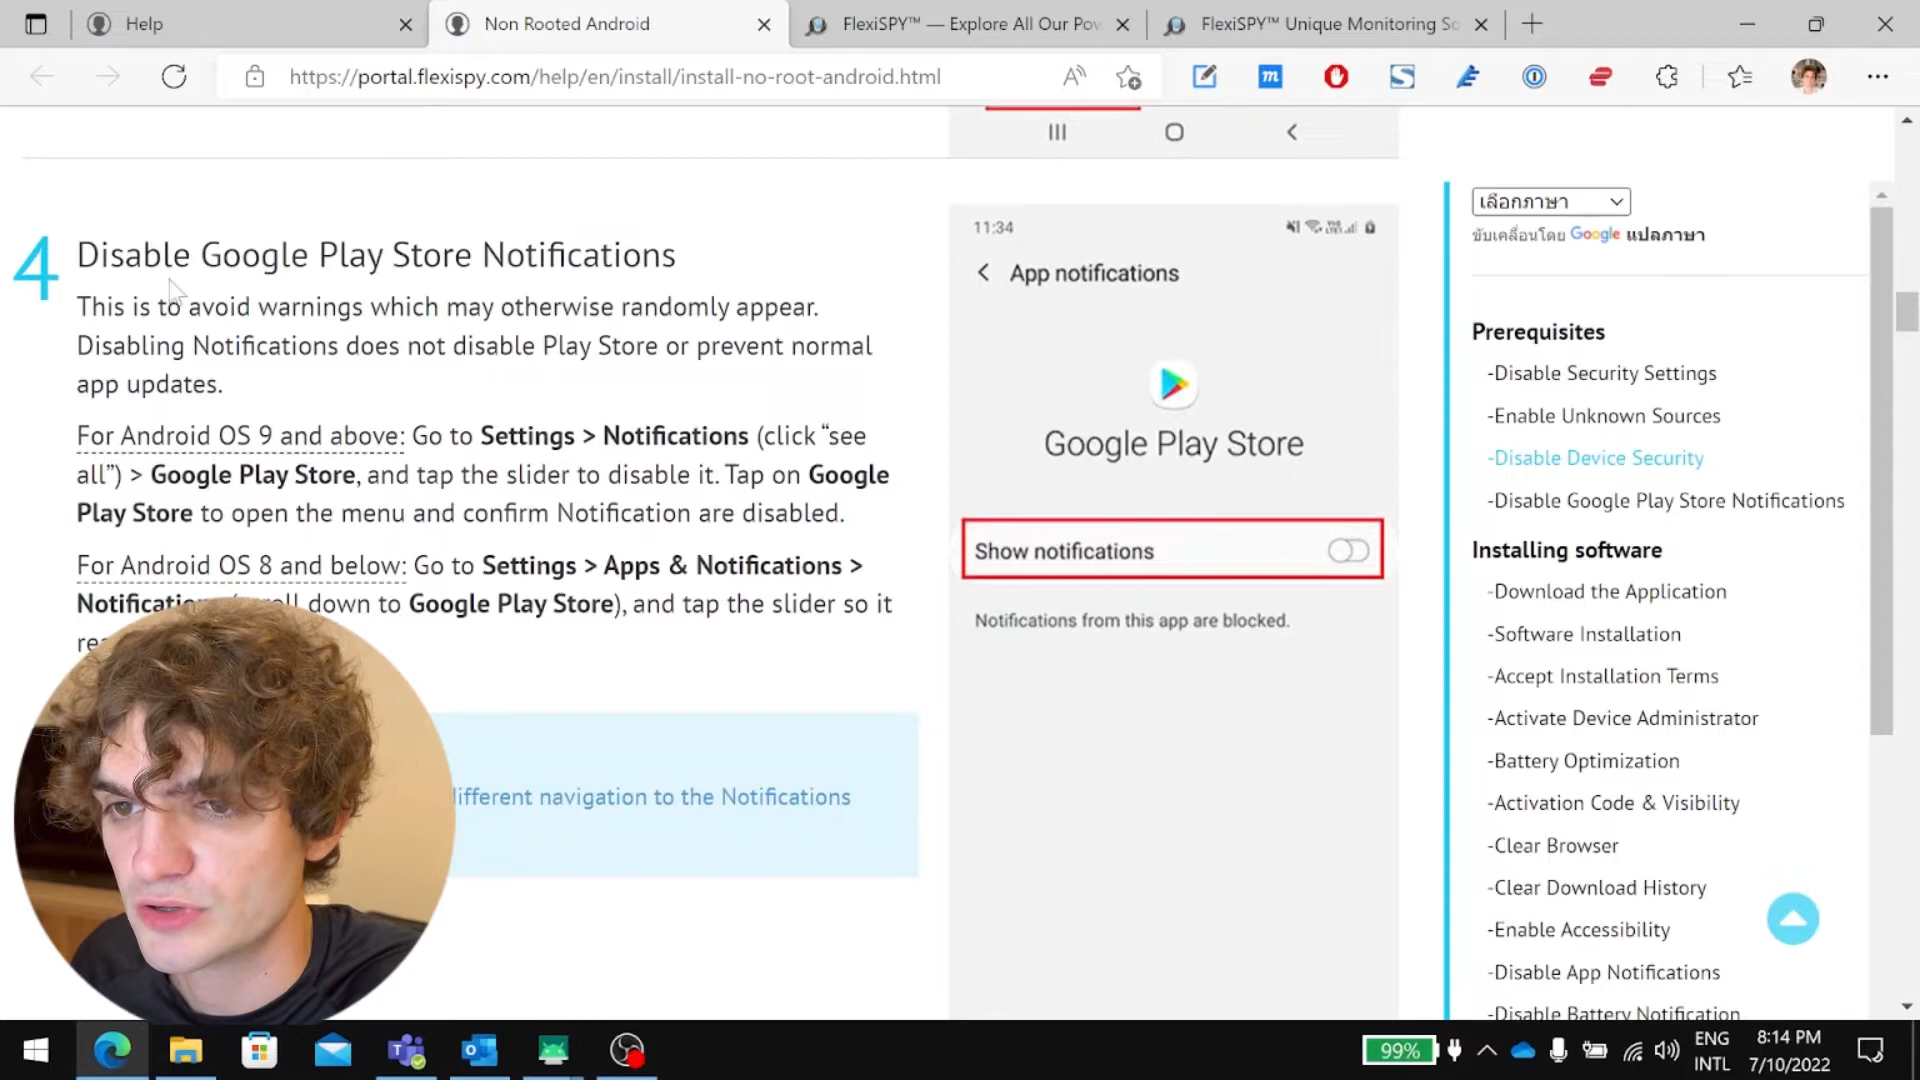 Help
Non Rooted Android
FlexiSPY™ — Explore All Our Pow
FlexiSPY™ Unique Monitoring So
https://portal.flexispy.com/help/en/install/install-no-root-android.html
4
Disable Google Play Store Notifications
This is to avoid warnings which may otherwise randomly appear.
Disabling Notifications does not disable Play Store or prevent normal
app updates.
For Android OS 9 and above: Go to Settings > Notifications (click “see
all”) > Google Play Store, and tap the slider to disable it. Tap on Google
Play Store to open the menu and confirm Notification are disabled.
For Android OS 8 and below: Go to Settings > Apps & Notifications >
down to Google Play Store), and tap the slider so it
different navigation to the Notifications
11:34
App notifications
Google Play Store
Show notifications
Notifications from this app are blocked.
เลือกภาษา
ขับเคลื่อนโดย Google แปลภาษา
Prerequisites
-Disable Security Settings
-Enable Unknown Sources
-Disable Device Security
-Disable Google Play Store Notifications
Installing software
-Download the Application
-Software Installation
-Accept Installation Terms
-Activate Device Administrator
-Battery Optimization
-Activation Code & Visibility
-Clear Browser
-Clear Download History
-Enable Accessibility
-Disable App Notifications
-Disable Battery Notification
99%
ENG
INTL
8:14 PM
7/10/2022